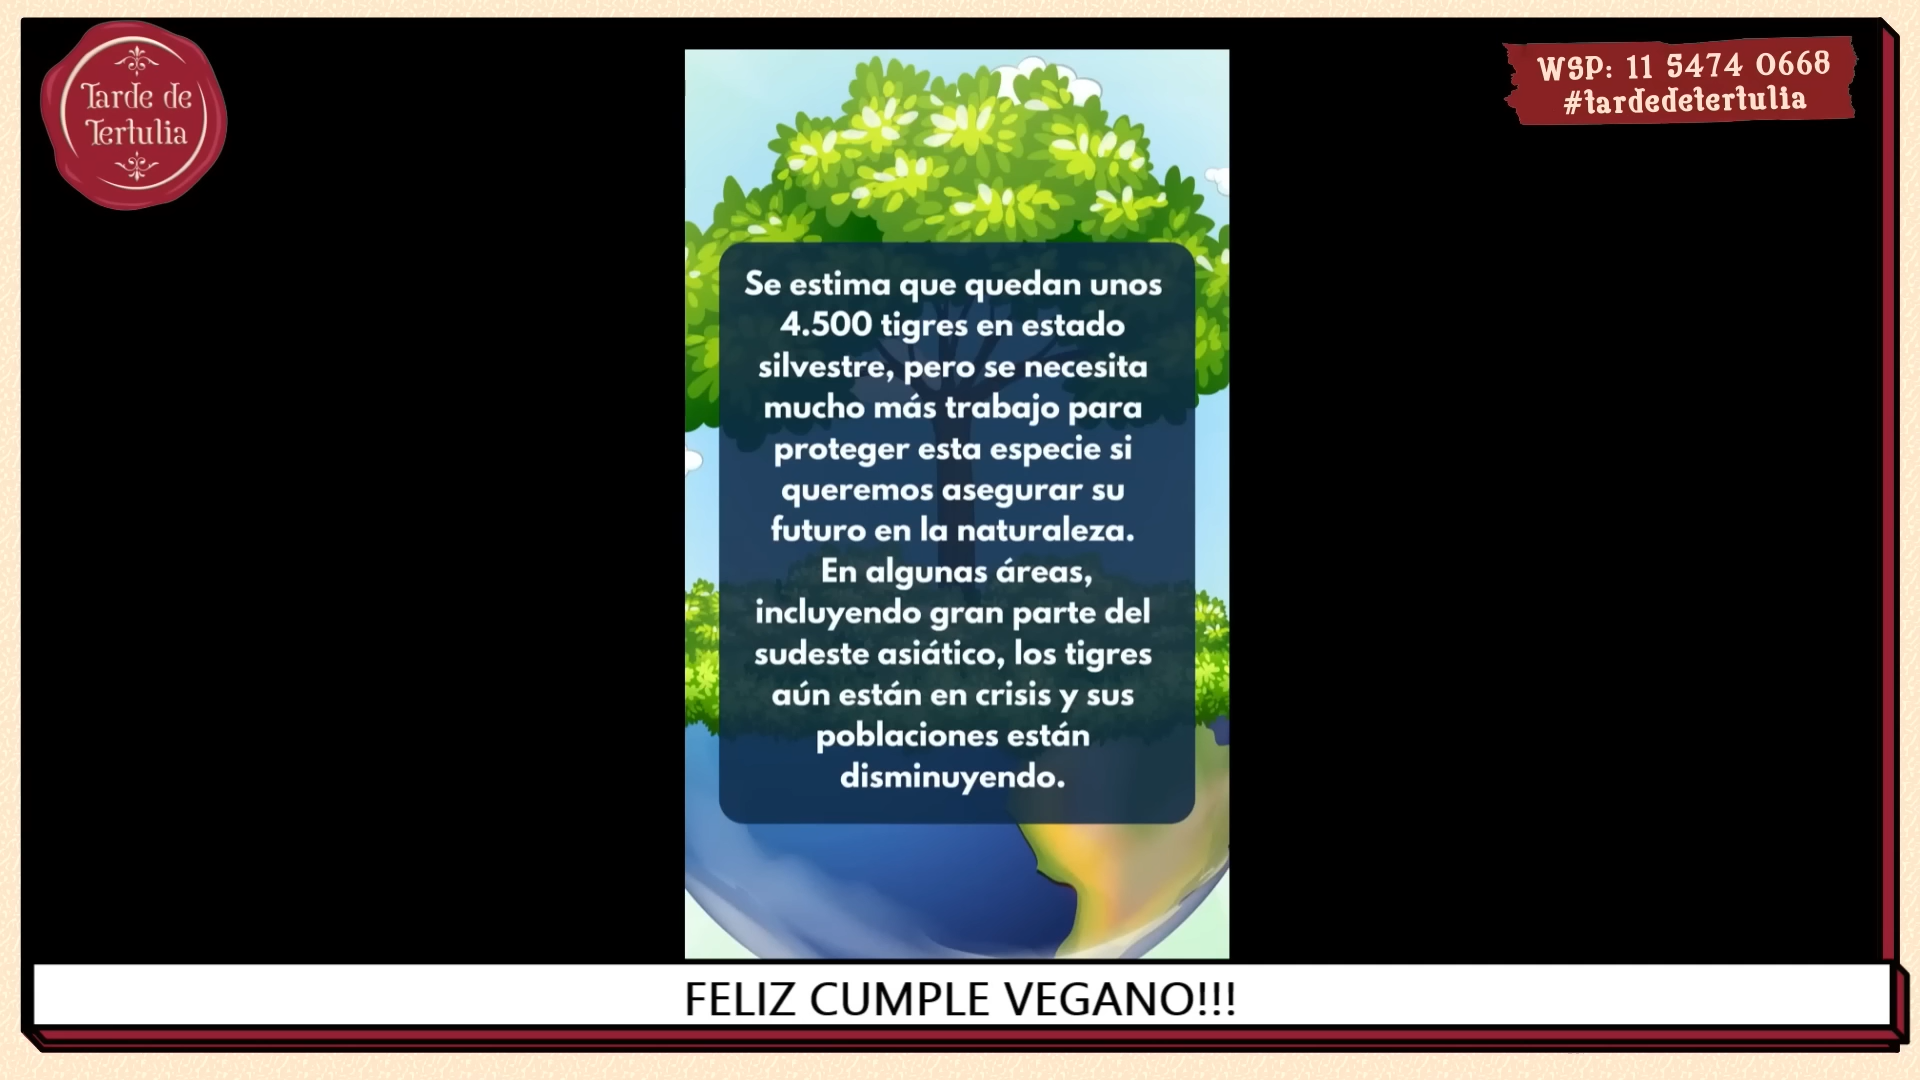 Tarde de
Tertulia
WSP: 11 5474 0668
#tardedetertulia
Se estima que quedan unos
4.500 tigres en estado
silvestre, pero se necesita
mucho más trabajo para
proteger esta especie si
queremos asegurar su
futuro en la naturaleza.
En algunas áreas,
incluyendo gran parte del
sudeste asiático, los tigres
aún están en crisis y sus
poblaciones están
disminuyendo.
FELIZ CUMPLE VEGANO!!!